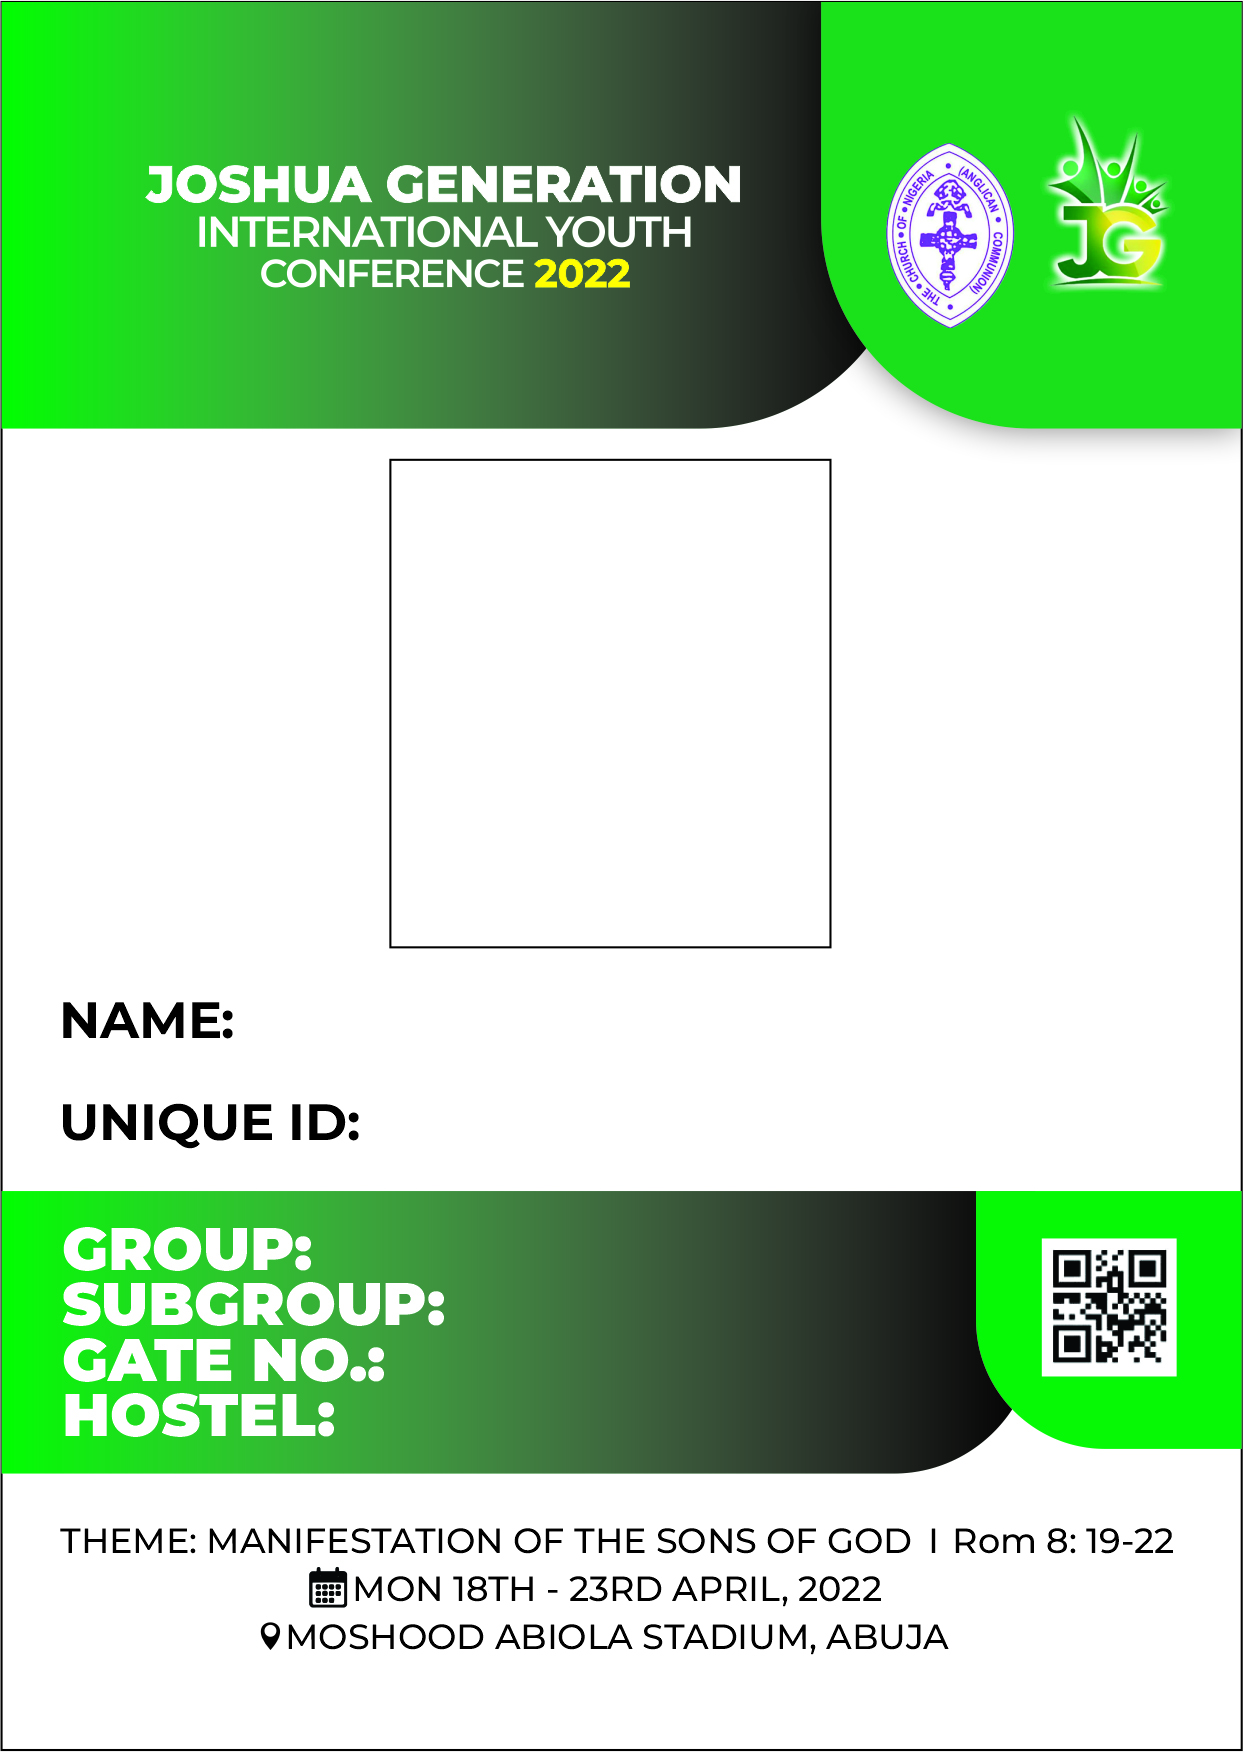 JOSHUA GENERATION
INTERNATIONAL YOUTH
CONFERENCE 2022
THE CHURCH OF NIGERIA
(ANGLICAN COMMUNION)
JG
NAME:
UNIQUE ID:
GROUP:
SUBGROUP:
GATE NO.:
HOSTEL:
THEME: MANIFESTATION OF THE SONS OF GOD I Rom 8: 19-22
MON 18TH - 23RD APRIL, 2022
MOSHOOD ABIOLA STADIUM, ABUJA